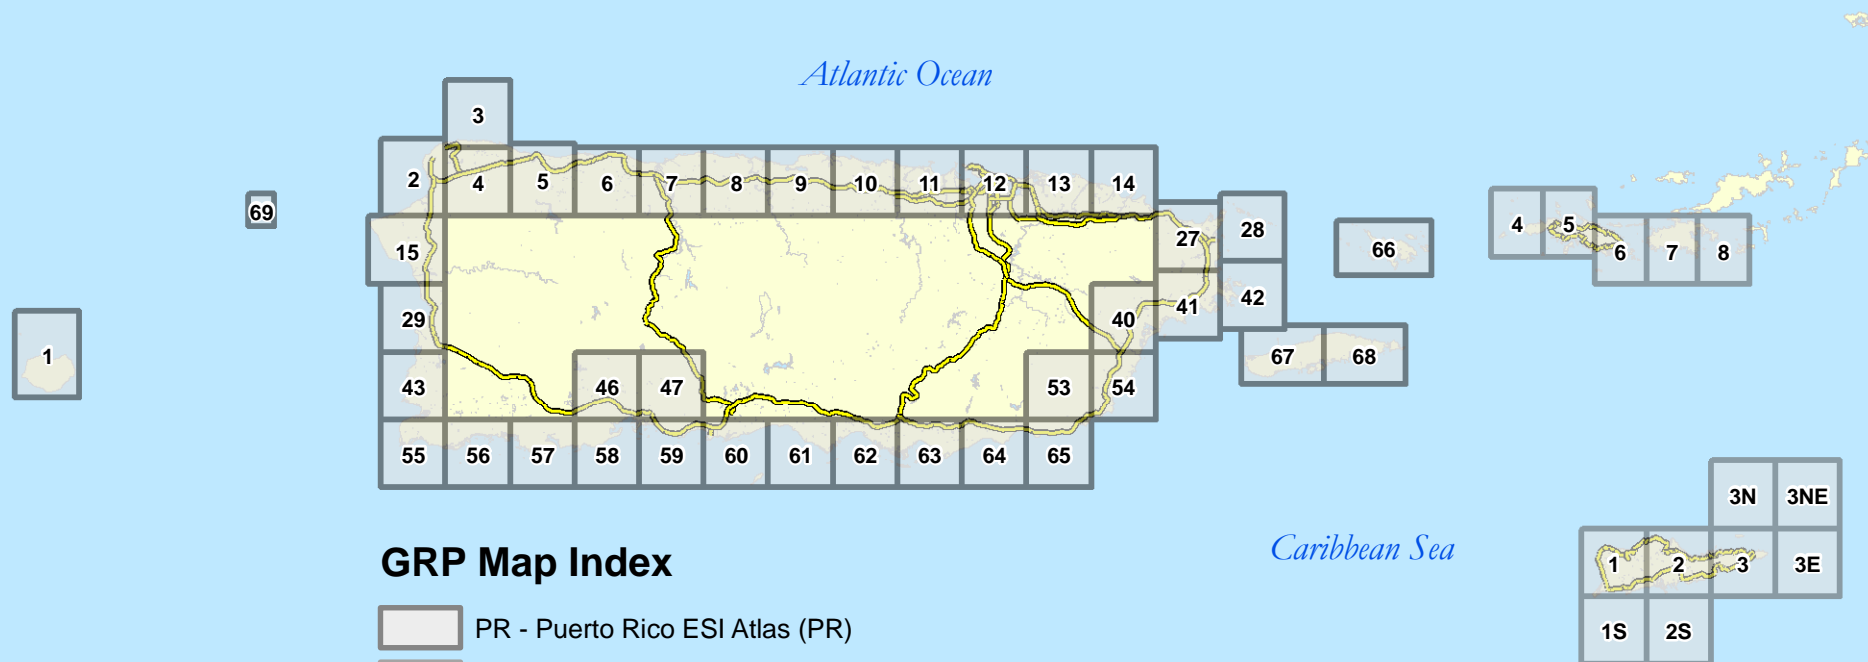 Atlantic Ocean
3
2 4 5 6 7 8 9 10 11 12 13 14
69
4 5
15 27 28 66 6 7 8
29 40 41 42
1
67 68
43 46 47 53 54
55 56 57 58 59 60 61 62 63 64 65
3N 3NE
Caribbean Sea
1 2 3 3E
GRP Map Index
PR - Puerto Rico ESI Atlas (PR)
1S 2S